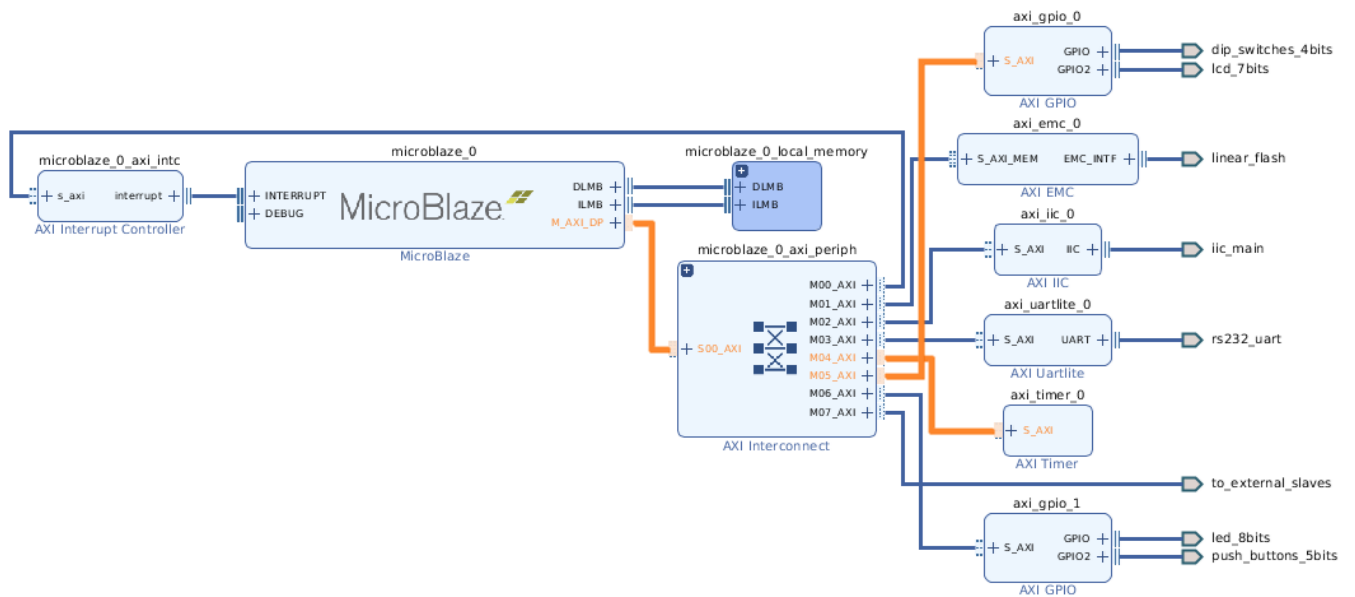 axi_gpio_0
S_AXI
GPIO
GPIO2
AXI GPIO
dip_switches_4bits
lcd_7bits
axi_emc_0
S_AXI_MEM
EMC_INTF
AXI EMC
linear_flash
microblaze_0_axi_intc
s_axi
interrupt
AXI Interrupt Controller
microblaze_0
INTERRUPT
DEBUG
MicroBlaze
DLMB
ILMB
M_AXI_DP
MicroBlaze
microblaze_0_local_memory
DLMB
ILMB
axi_iic_0
S_AXI
IIC
AXI IIC
iic_main
microblaze_0_axi_periph
S00_AXI
M00_AXI
M01_AXI
M02_AXI
M03_AXI
M04_AXI
M05_AXI
M06_AXI
M07_AXI
AXI Interconnect
axi_uartlite_0
S_AXI
UART
AXI Uartlite
rs232_uart
axi_timer_0
S_AXI
AXI Timer
to_external_slaves
axi_gpio_1
S_AXI
GPIO
GPIO2
AXI GPIO
led_8bits
push_buttons_5bits